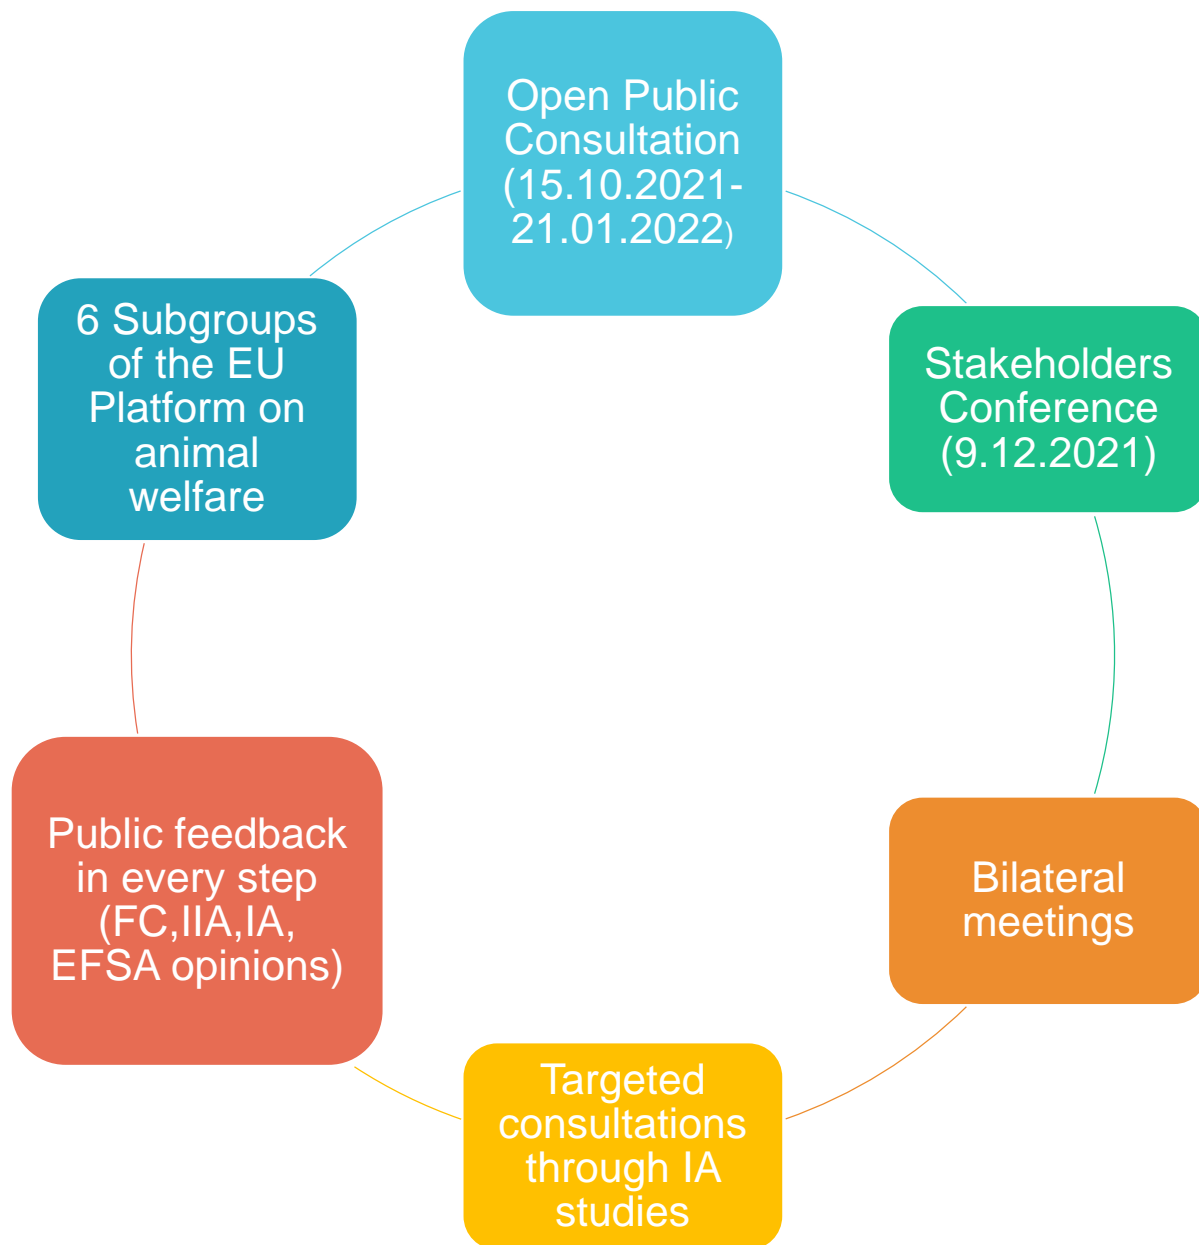 Open Public
Consultation
(15.10.2021-
21.01.2022)
Stakeholders
Conference
(9.12.2021)
Bilateral
meetings
Targeted
consultations
through IA
studies
Public feedback
in every step
(FC,IIA,IA,
EFSA opinions)
6 Subgroups
of the EU
Platform on
animal
welfare